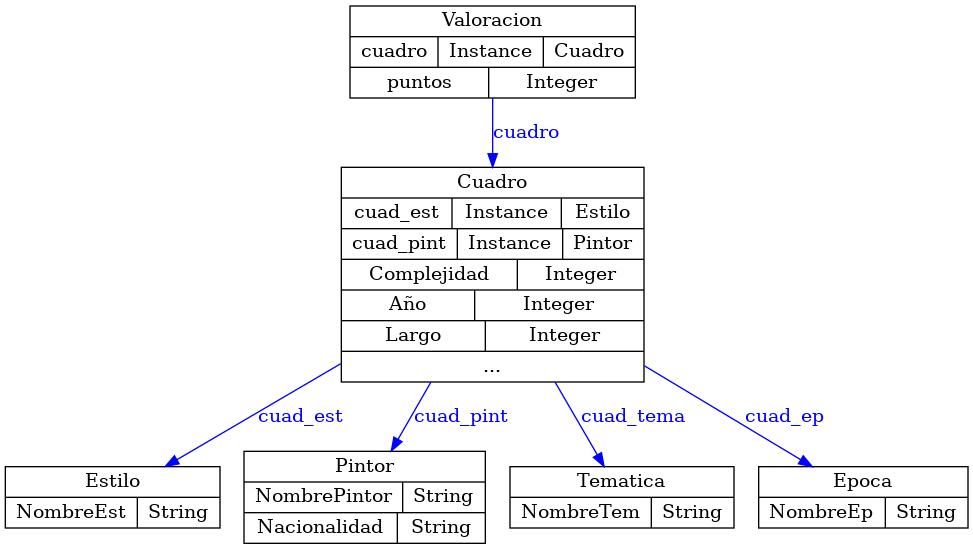 Valoracion
cuadro Instance Cuadro
puntos Integer
cuadro
Cuadro
cuad_est Instance Estilo
cuad_pint Instance Pintor
Complejidad Integer
Año Integer
Largo Integer
...
cuad_est cuad_pint cuad_tema cuad_ep
Estilo
NombreEst String
Pintor
NombrePintor String
Nacionalidad String
Tematica
NombreTem String
Epoca
NombreEp String